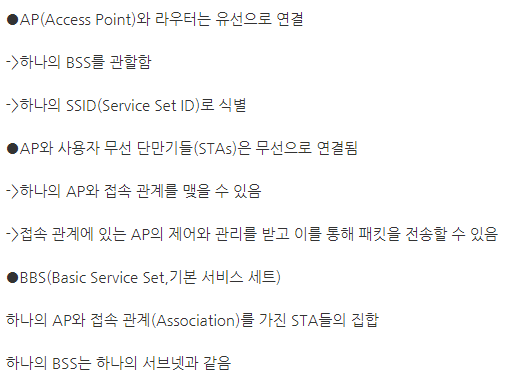 ●AP(Access Point)와 라우터는 유선으로 연결
->하나의 BSS를 관할함
->하나의 SSID(Service Set ID)로 식별
●AP와 사용자 무선 단말기들(STAs)은 무선으로 연결됨
->하나의 AP와 접속 관계를 맺을 수 있음
->접속 관계에 있는 AP의 제어와 관리를 받고 이를 통해 패킷을 전송할 수 있음
●BBS(Basic Service Set,기본 서비스 세트)
하나의 AP와 접속 관계(Association)를 가진 STA들의 집합
하나의 BSS는 하나의 서브넷과 같음